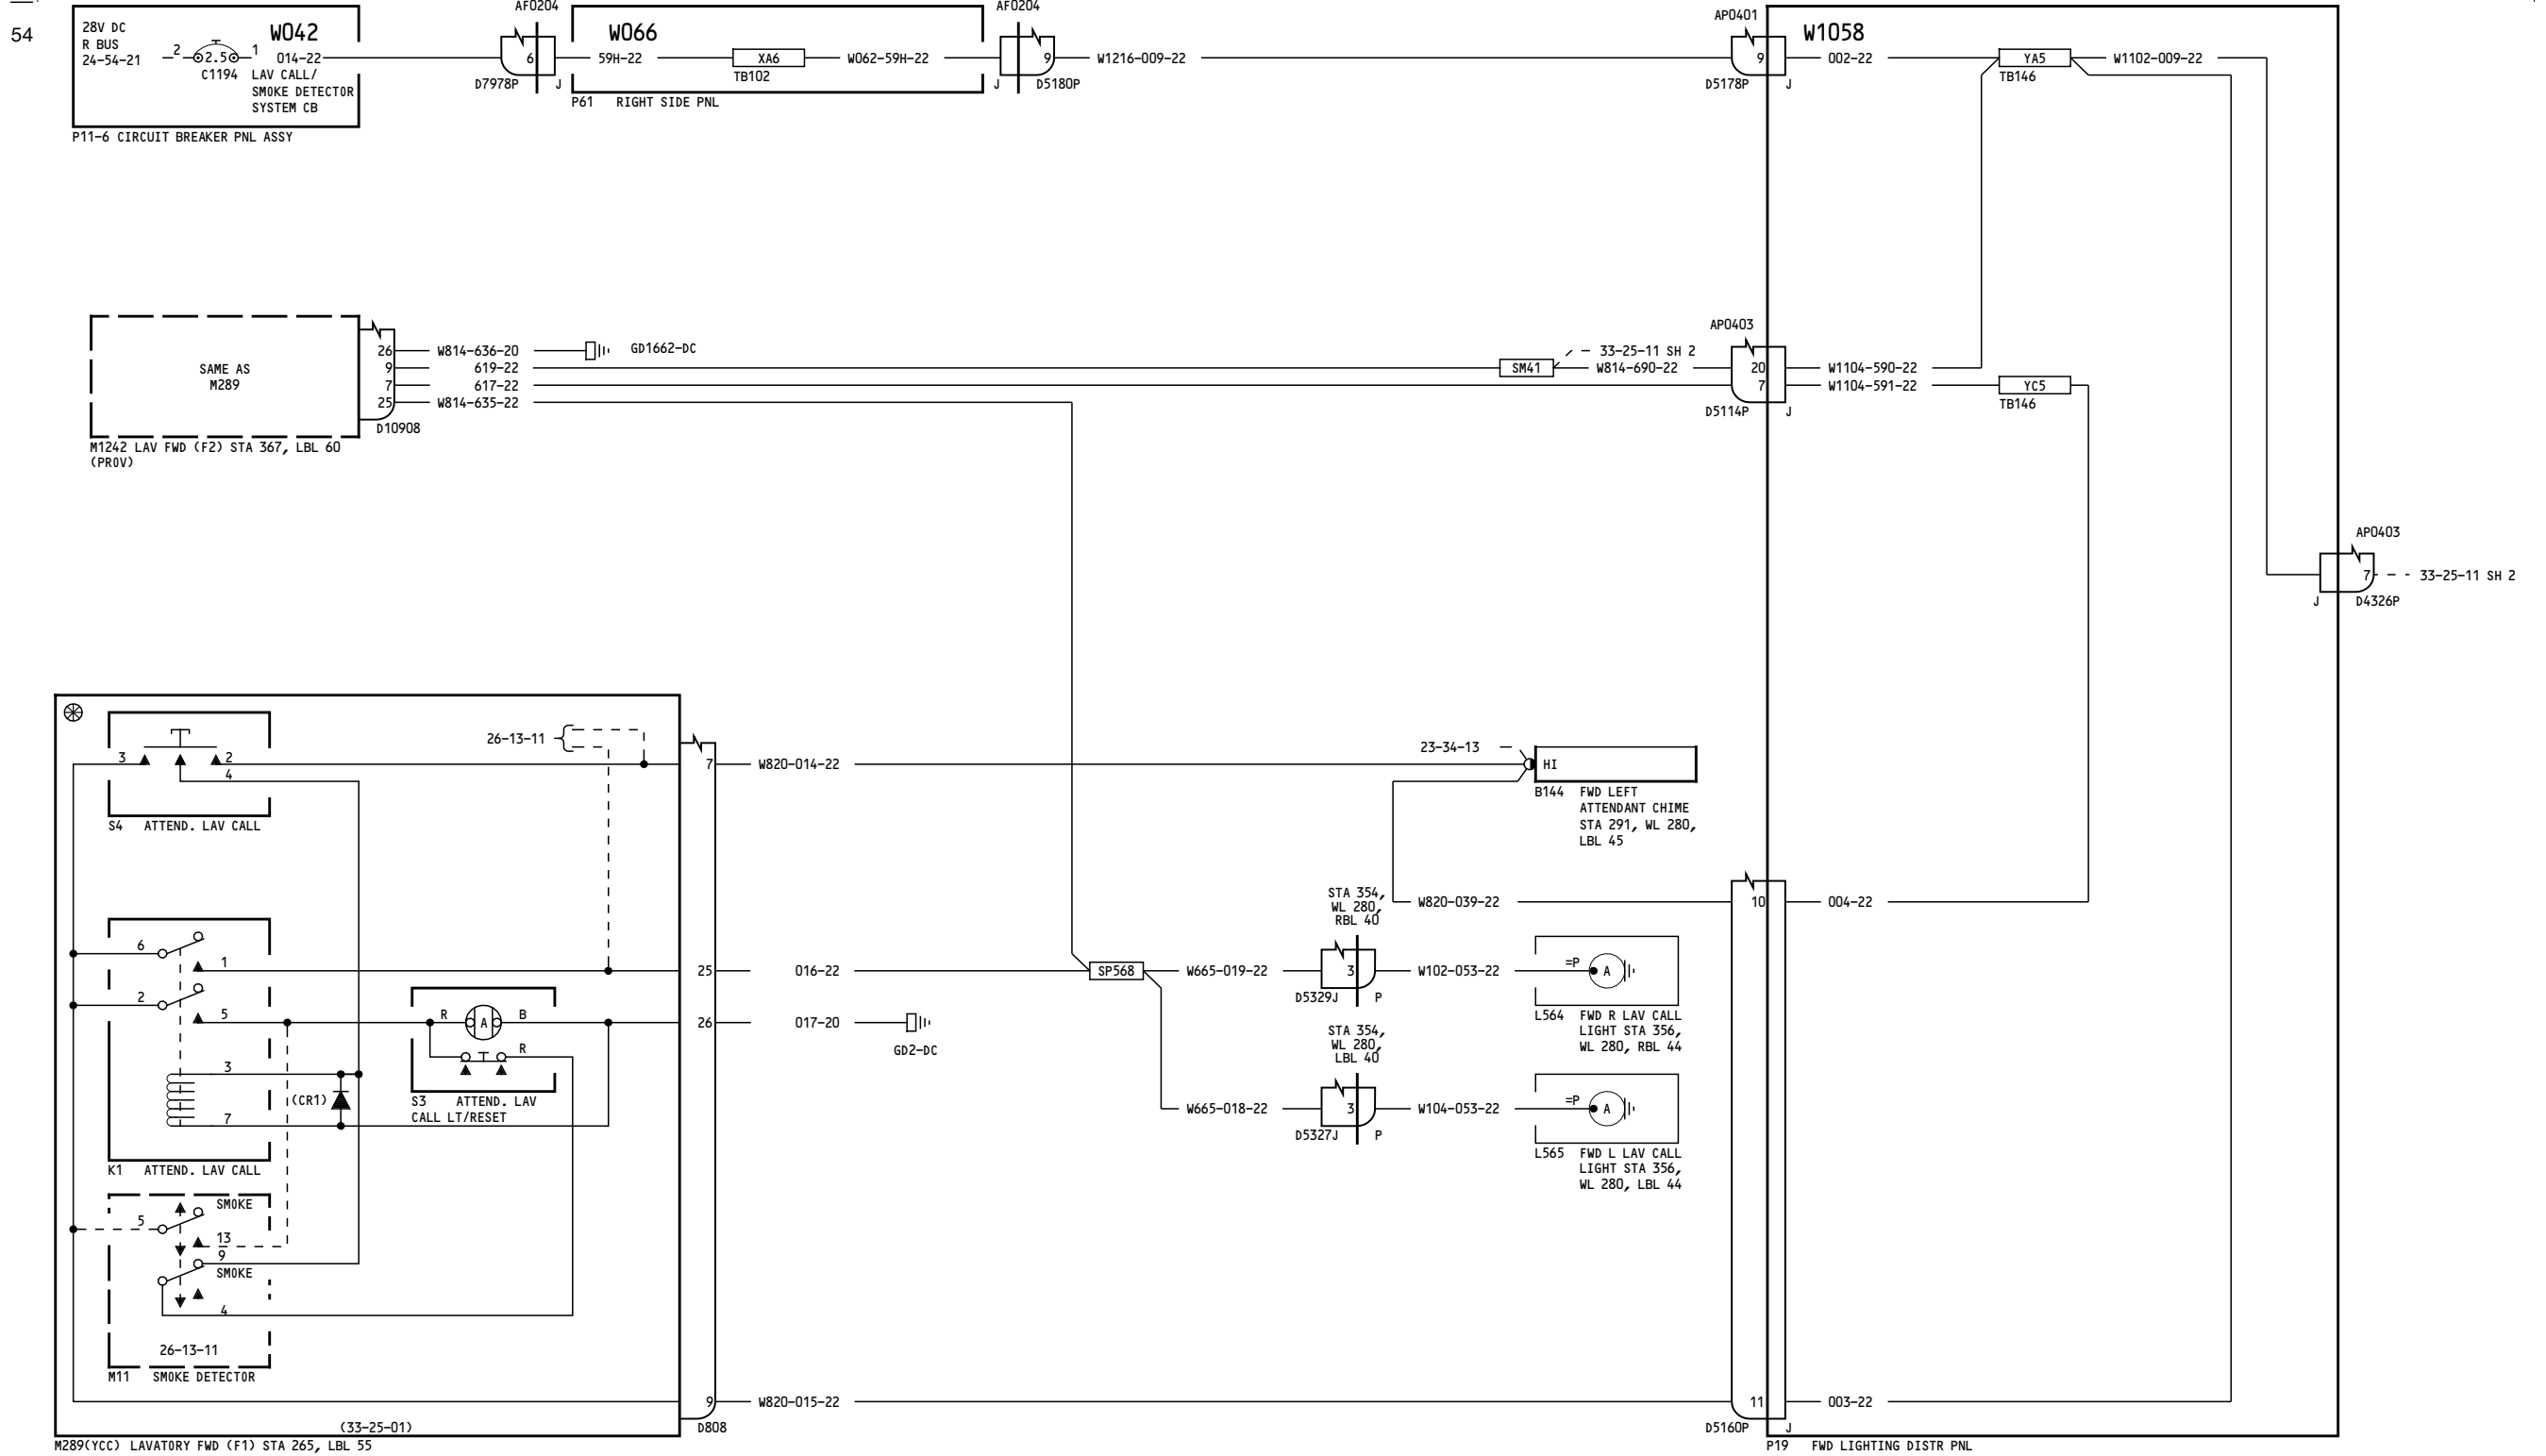 54
28V DC
R BUS
24-54-21
2
2.5
1
C1194
W042
014-22
LAV CALL/
SMOKE DETECTOR
SYSTEM CB
P11-6 CIRCUIT BREAKER PNL ASSY
AF0204
6
D7978P
J
W066
59H-22
XA6
TB102
W062-59H-22
P61 RIGHT SIDE PNL
AF0204
9
J
D5180P
W1216-009-22
AP0401
9
D5178P
J
W1058
002-22
YA5
TB146
W1102-009-22
SAME AS
M289
M1242 LAV FWD (F2) STA 367, LBL 60
(PROV)
26
9
7
25
D10908
W814-636-20
GD1662-DC
619-22
617-22
W814-635-22
SM41
33-25-11 SH 2
W814-690-22
AP0403
20
7
D5114P
J
W1104-590-22
W1104-591-22
YC5
TB146
AP0403
7
33-25-11 SH 2
J
D4326P
3
2
4
S4 ATTEND. LAV CALL
26-13-11
7
W820-014-22
23-34-13
HI
B144 FWD LEFT
ATTENDANT CHIME
STA 291, WL 280,
LBL 45
6
1
2
5
3
7
(CR1)
K1 ATTEND. LAV CALL
R
A
B
R
S3 ATTEND. LAV
CALL LT/RESET
25
016-22
26
017-20
GD2-DC
SP568
W665-019-22
STA 354,
WL 280,
RBL 40
3
D5329J
P
W102-053-22
W820-039-22
10
004-22
=P
A
L564 FWD R LAV CALL
LIGHT STA 356,
WL 280, RBL 44
W665-018-22
STA 354,
WL 280,
LBL 40
3
D5327J
P
W104-053-22
=P
A
L565 FWD L LAV CALL
LIGHT STA 356,
WL 280, LBL 44
SMOKE
5
13
9
SMOKE
4
26-13-11
M11 SMOKE DETECTOR
9
W820-015-22
11
003-22
(33-25-01)
D808
D5160P
J
M289(YCC) LAVATORY FWD (F1) STA 265, LBL 55
P19 FWD LIGHTING DISTR PNL